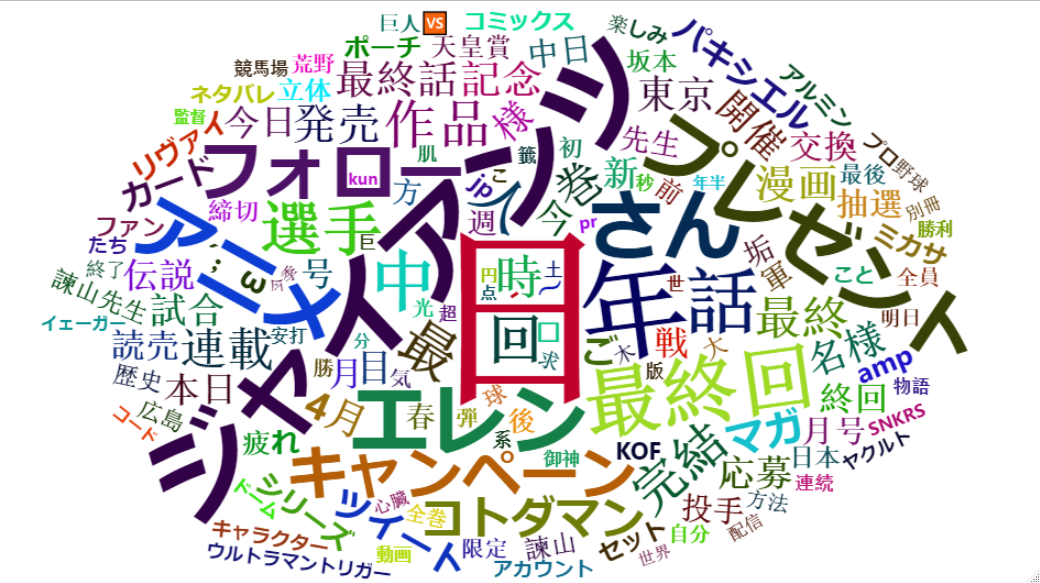 巨人
VS
コミックス
楽しみ
パキシエル
ポーチ
天皇賞
中日
坂本
アルミン
競馬場
荒野
最終話記念
東京
開催
ネタバレ
立体
監督
今日
発売
作品
様
先生
交換
プロ野球
リヴァイ
フォロー
肌
籤
初
新
秒
前
年半
漫画
最後
カード
kun
こ
jp
人
巻
プレゼント
抽選
別冊
ファン
締切
選手
方
週
今
pr
さん
垢
ミカサ
勝利
たち
アニメ
巨
ジャイアンツ
日
年
話
軍
こと
全員
終了
伝説
ω
号
中
時
円
点
土
世
諫山先生
試合
光
超
回
口
球
最終
明日
イェーガー
安打
分
最
ご
木
戦
大
名様
読売
連載
勝
月
目
気
版
amp
歴史
本日
エレン
最終回
終回
物語
広島
4月
春
弾
球
後
マガ
月号
SNKRS
コード
疲れ
系
御神
KOF
完結
日本
ヤクルト
キャンペーン
応募
連続
ドーム
シリーズ
ツイート
心臓
全巻
コトダマン
投手
方法
キャラクター
セット
自分
配信
ウルトラマントリガー
動画
限定
諫山
アカウント
世界